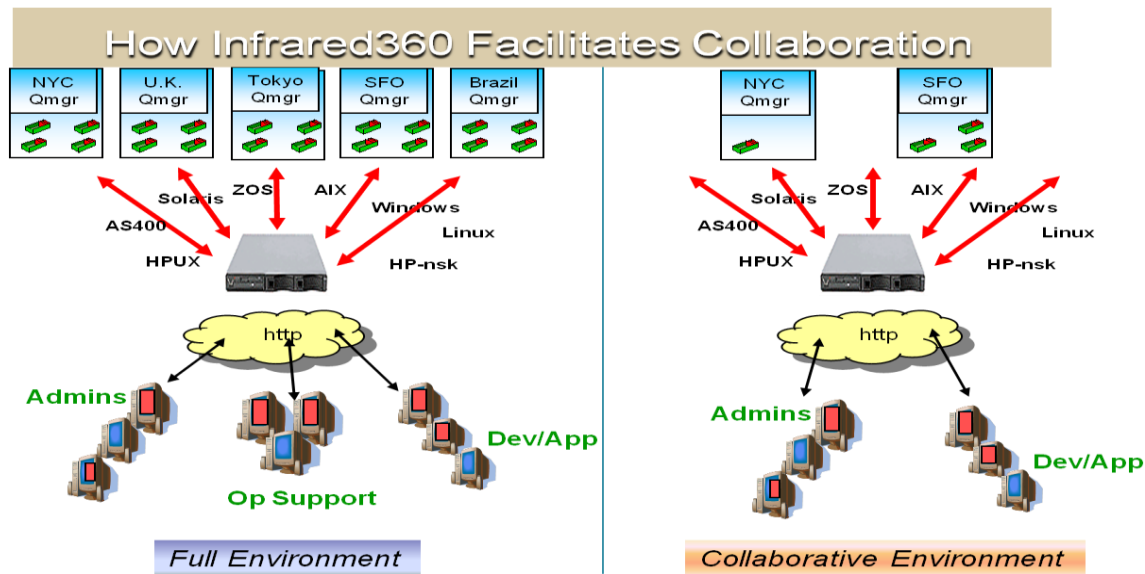 How Infrared360 Facilitates Collaboration
NYC
Qmgr
U.K.
Qmgr
Tokyo
Qmgr
SFO
Qmgr
Brazil
Qmgr
Solaris
ZOS
AIX
Windows
AS400
Linux
HPUX
HP-nsk
http
Admins
Dev/App
Op Support
Full Environment
NYC
Qmgr
SFO
Qmgr
Solaris
ZOS
AIX
Windows
AS400
Linux
HPUX
HP-nsk
http
Admins
Dev/App
Collaborative Environment